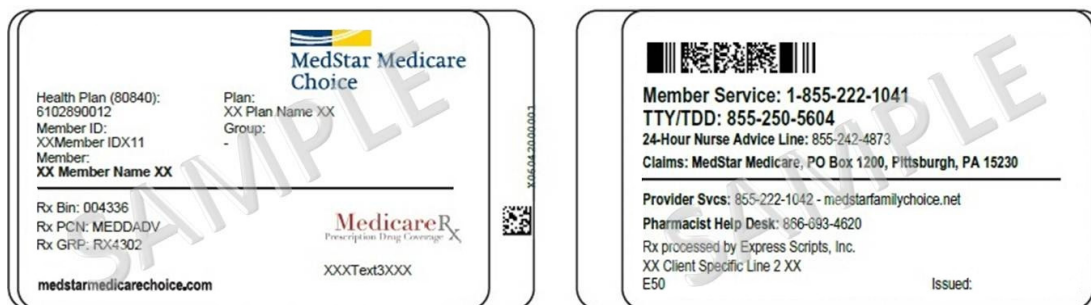 MedStar Medicare
Choice
Health Plan (80840):
6102890012
Member ID:
XXMember IDX11
Member:
XX Member Name XX
Plan:
XX Plan Name XX
Group:
-
Rx Bin: 004336
Rx PCN: MEDDADV
Rx GRP: RX4302
MedicareRx
Prescription Drug Coverage
XXXText3XXX
medstarmedicarechoice.com
SAMPLE
Member Service: 1-855-222-1041
TTY/TDD: 855-250-5604
24-Hour Nurse Advice Line: 855-242-4873
Claims: MedStar Medicare, PO Box 1200, Pittsburgh, PA 15230
Provider Svcs: 855-222-1042 - medstarfamilychoice.net
Pharmacist Help Desk: 866-693-4620
Rx processed by Express Scripts, Inc.
XX Client Specific Line 2 XX
E50 Issued:
SAMPLE